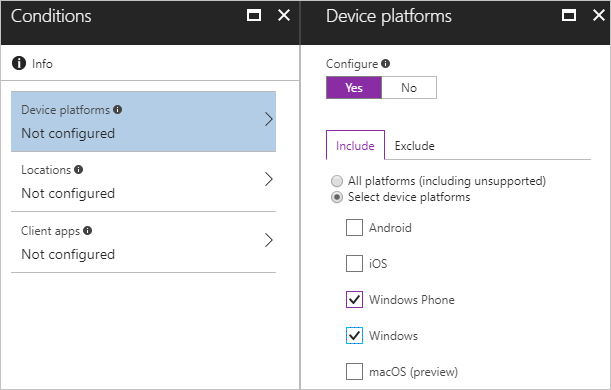 Conditions
Info
Device platforms
Not configured
Locations
Not configured
Client apps
Not configured
Device platforms
Configure
Yes No
Include Exclude
All platforms (including unsupported)
Select device platforms
Android
iOS
Windows Phone
Windows
macOS (preview)